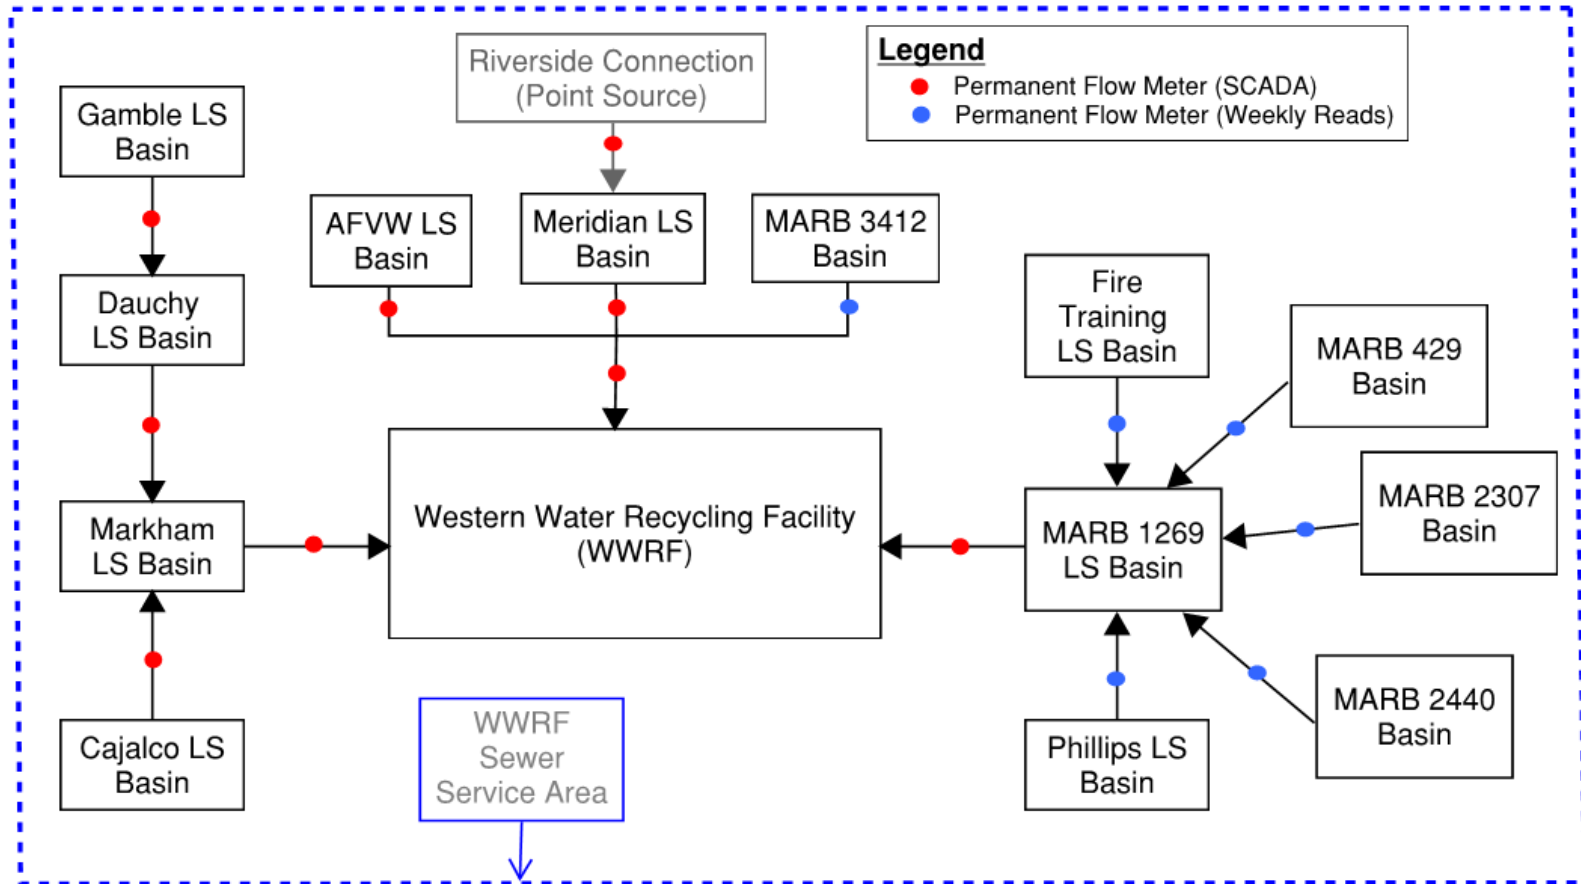 Riverside Connection
(Point Source)
Legend
Permanent Flow Meter (SCADA)
Permanent Flow Meter (Weekly Reads)
Gamble LS
Basin
AFVW LS
Basin
Meridian LS
Basin
MARB 3412
Basin
Dauchy
LS Basin
Fire
Training
LS Basin
MARB 429
Basin
Markham
LS Basin
Western Water Recycling Facility
(WWRF)
MARB 1269
LS Basin
MARB 2307
Basin
Cajalco LS
Basin
WWRF
Sewer
Service Area
Phillips LS
Basin
MARB 2440
Basin